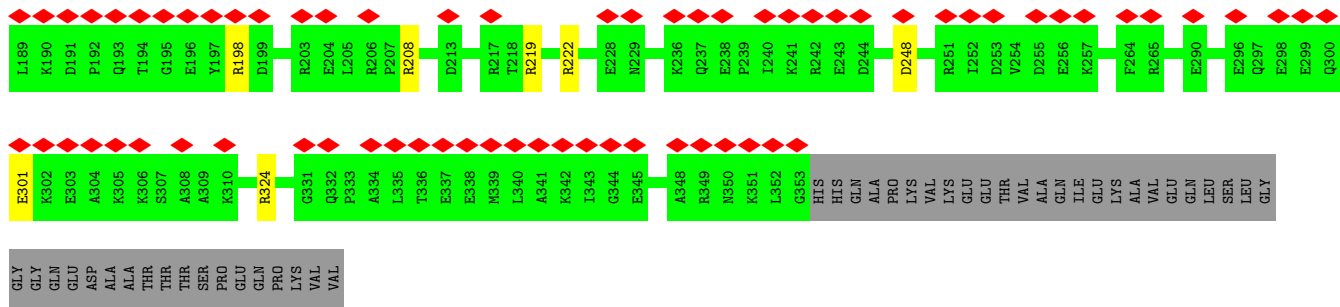 L189 K190 D191 P192 Q193 T194 G195 E196 Y197 R198 D199 R203 E204 L205 R206 P207 R208 D213 R217 T218 R219 R222 E228 N229 K236 Q237 E238 P239 I240 K241 R242 E243 D244 D248 R251 I252 D253 V254 D255 E256 K257 F264 R265 E290 E296 Q297 E298 E299 Q300
E301 K302 E303 A304 K305 K306 S307 A308 A309 K310 R324 G331 Q332 P333 A334 L335 T336 E337 E338 M339 L340 A341 K342 I343 G344 E345 A348 R349 N350 K351 L352 G353 HIS HIS GLN ALA PRO LYS VAL LYS GLU GLU THR VAL ALA GLN ILE GLU LYS ALA VAL GLU GLN LEU SER LEU GLY
GLY GLY GLN GLU ASP ALA ALA THR THR THR SER PRO GLU GLN PRO LYS VAL VAL